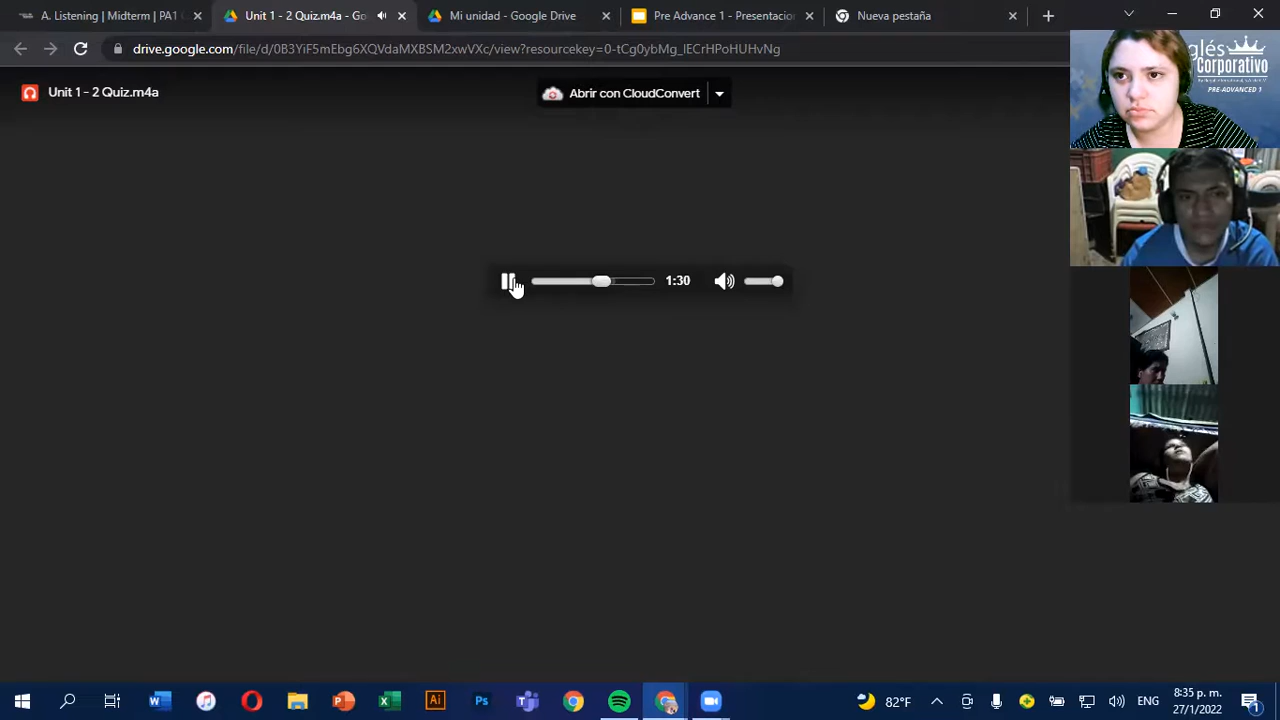 A. Listening | Midterm | PA1
Unit 1 - 2 Quiz.m4a - Go
Mi unidad - Google Drive
Pre Advance 1 - Presentacion
Nueva pestaña
drive.google.com/file/d/0B3YiF5mEbg6XQVdaMXBSM2xwVXc/view?resourcekey=0-tCg0ybMg_lECrHPoHUHvNg
Unit 1 - 2 Quiz.m4a
Abrir con CloudConvert
glés
Corporativo
PRE-ADVANCED 1
1:30
82°F
ENG
8:35 p. m.
27/1/2022